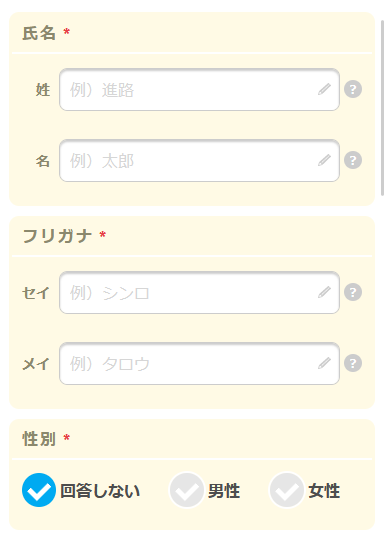 氏名 *
姓 例）進路 ?
名 例）太郎 ?
フリガナ *
セイ 例）シンロ ?
メイ 例）タロウ ?
性別 *
回答しない 男性 女性